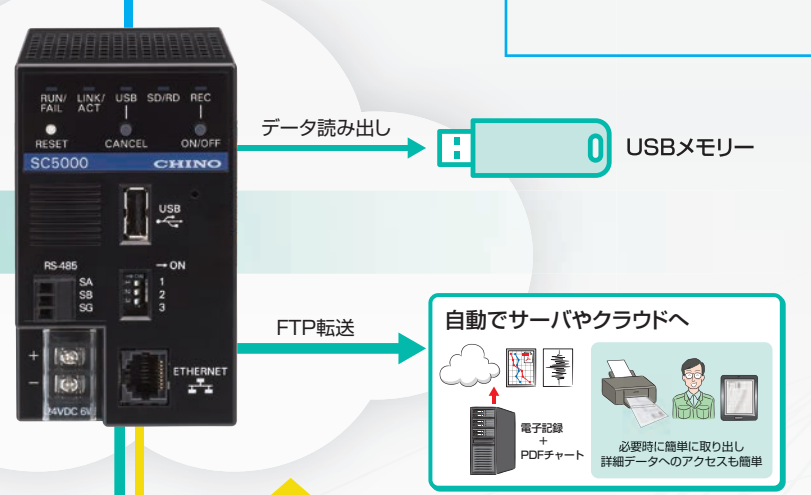 RUN/ LINK/ USB SD/RD REC
FAIL ACT
RESET CANCEL ON/OFF
SC5000 CHINO
USB
RS-485
SA
SB
SG
→ON
1
2
3
+
−
24VDC 6W
ETHERNET
データ読み出し
USBメモリー
FTP転送
自動でサーバやクラウドへ
電子記録
+
PDFチャート
必要時に簡単に取り出し
詳細データへのアクセスも簡単